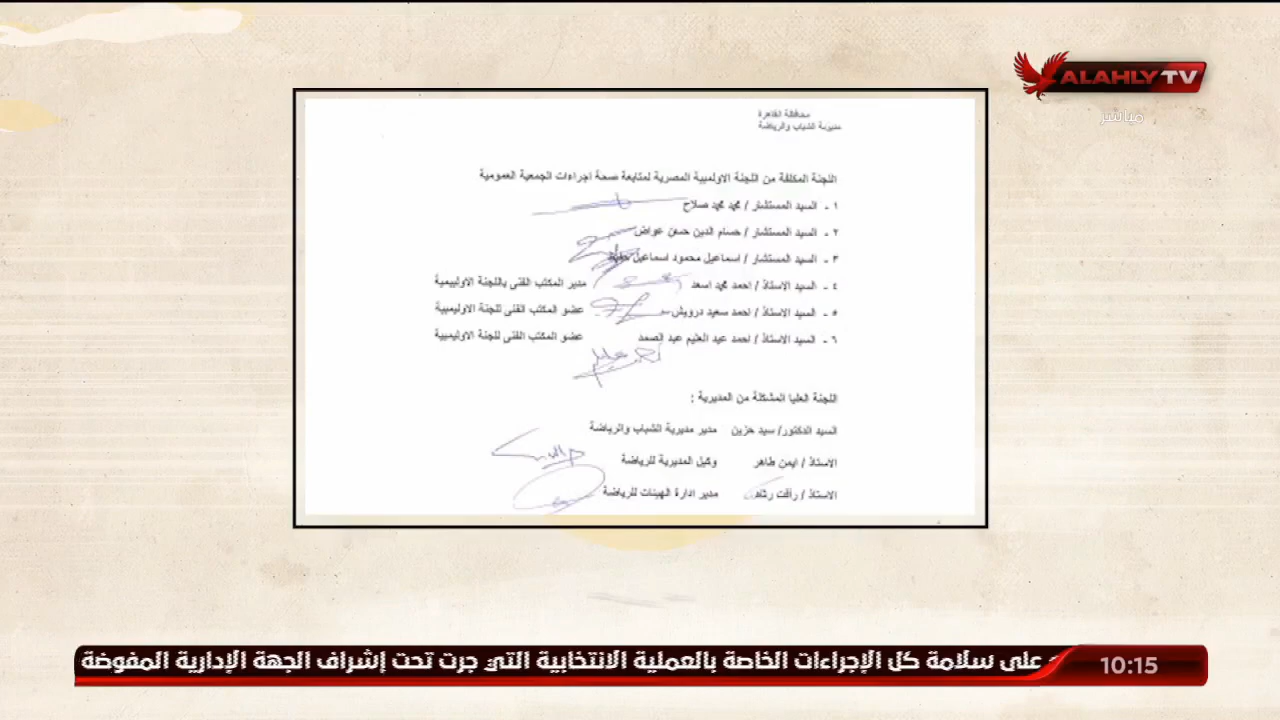 ALAHLY TV
مباشر
محافظة القاهرة
مديرية الشباب والرياضة
اللجنة المكلفة من اللجنة الاولمبية المصرية لمتابعة صحة اجراءات الجمعية العمومية
١ - السيد المستشار / محمد محمد صلاح
٢ - السيد المستشار / حسام الدين حسن عواض
٣ - السيد المستشار / اسماعيل محمود اسماعيل
٤ - السيد الاستاذ / احمد محمد اسعد مدير المكتب الفنى باللجنة الاوليبمية
٥ - السيد الاستاذ / احمد سعيد درويش عضو المكتب الفنى للجنة الاوليمبية
٦ - السيد الاستاذ / احمد عبد العليم عبد الصمد عضو المكتب الفنى للجنة الاوليمبية
اللجنة العليا المشكلة من المديرية :
السيد الدكتور/ سيد حزين مدير مديرية الشباب والرياضة
الاستاذ / ايمن طاهر وكيل المديرية للرياضة
الاستاذ / رأفت رشاد مدير ادارة الهيئات للرياضة
على سلامة كل الإجراءات الخاصة بالعملية الانتخابية التي جرت تحت إشراف الجهة الإدارية المفوضة
10:15